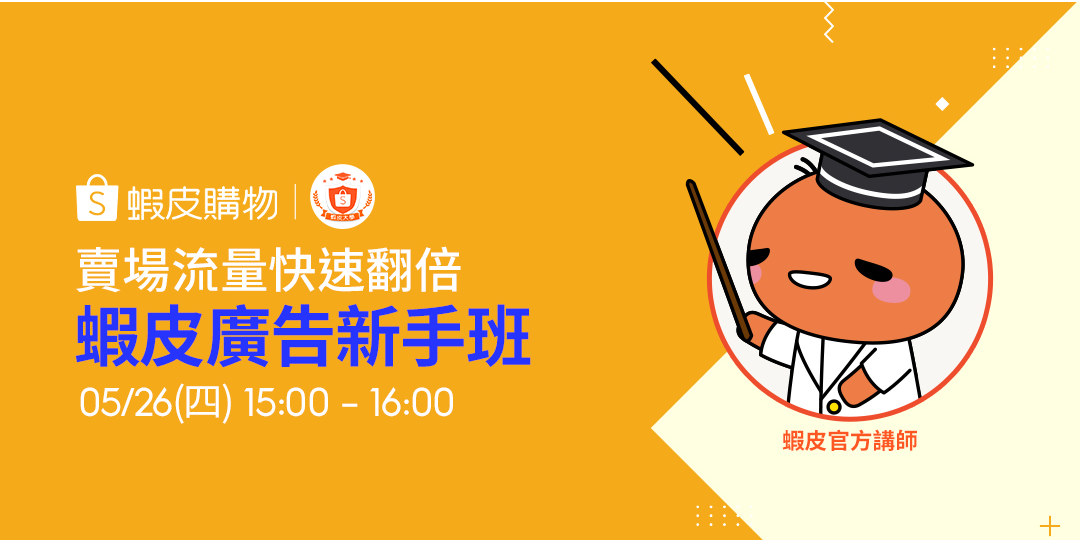 蝦皮購物
蝦皮大學
賣場流量快速翻倍
蝦皮廣告新手班
05/26(四) 15:00 - 16:00
蝦皮官方講師